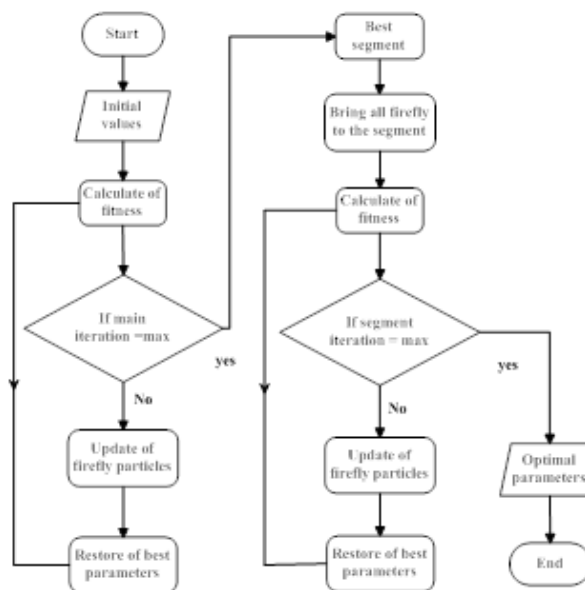 Start
Initial
values
Calculate of
fitness
If main
iteration =max
yes
No
Update of
firefly particles
Restore of best
parameters
Best
segment
Bring all firefly
to the segment
Calculate of
fitness
If segment
iteration = max
yes
No
Update of
firefly particles
Restore of best
parameters
Optimal
parameters
End